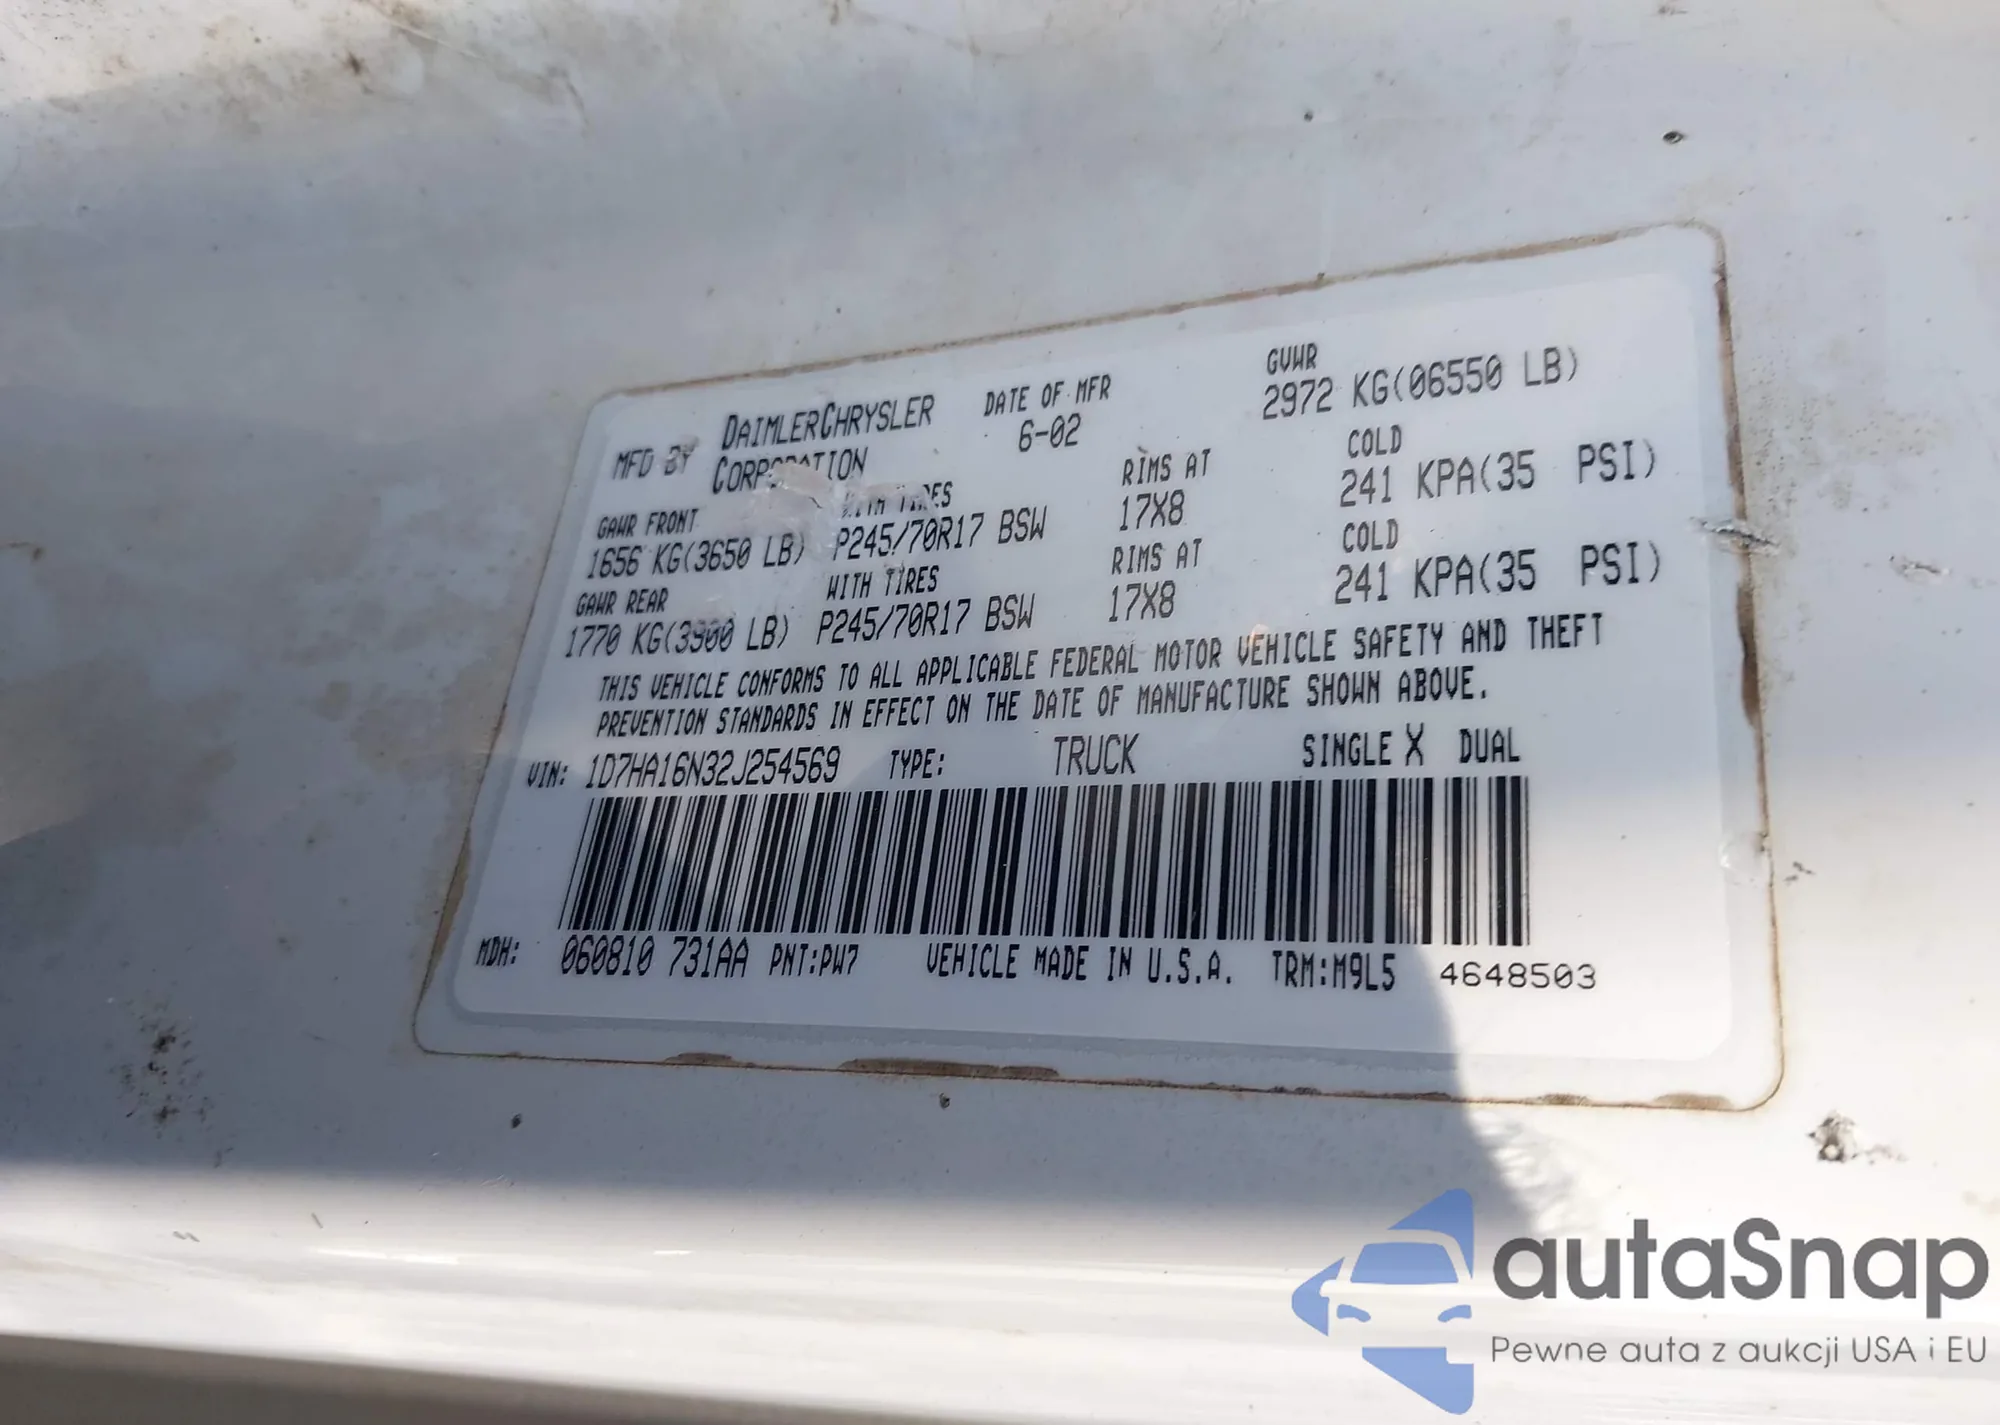 MFD BY DAIMLERCHRYSLER CORPORATION DATE OF MFR 6-02 GVWR 2972 KG(06550 LB)
GAWR FRONT WITH TIRES RIMS AT COLD
1656 KG(3650 LB) P245/70R17 BSW 17X8 241 KPA(35 PSI)
GAWR REAR WITH TIRES RIMS AT COLD
1770 KG(3900 LB) P245/70R17 BSW 17X8 241 KPA(35 PSI)
THIS VEHICLE CONFORMS TO ALL APPLICABLE FEDERAL MOTOR VEHICLE SAFETY AND THEFT
PREVENTION STANDARDS IN EFFECT ON THE DATE OF MANUFACTURE SHOWN ABOVE.
VIN: 1D7HA16N32J254569 TYPE: TRUCK SINGLE X DUAL
MDH: 060810 731AA PNT:PW7 VEHICLE MADE IN U.S.A. TRM:M9L5 4648503
autaSnap
Pewne auta z aukcji USA i EU